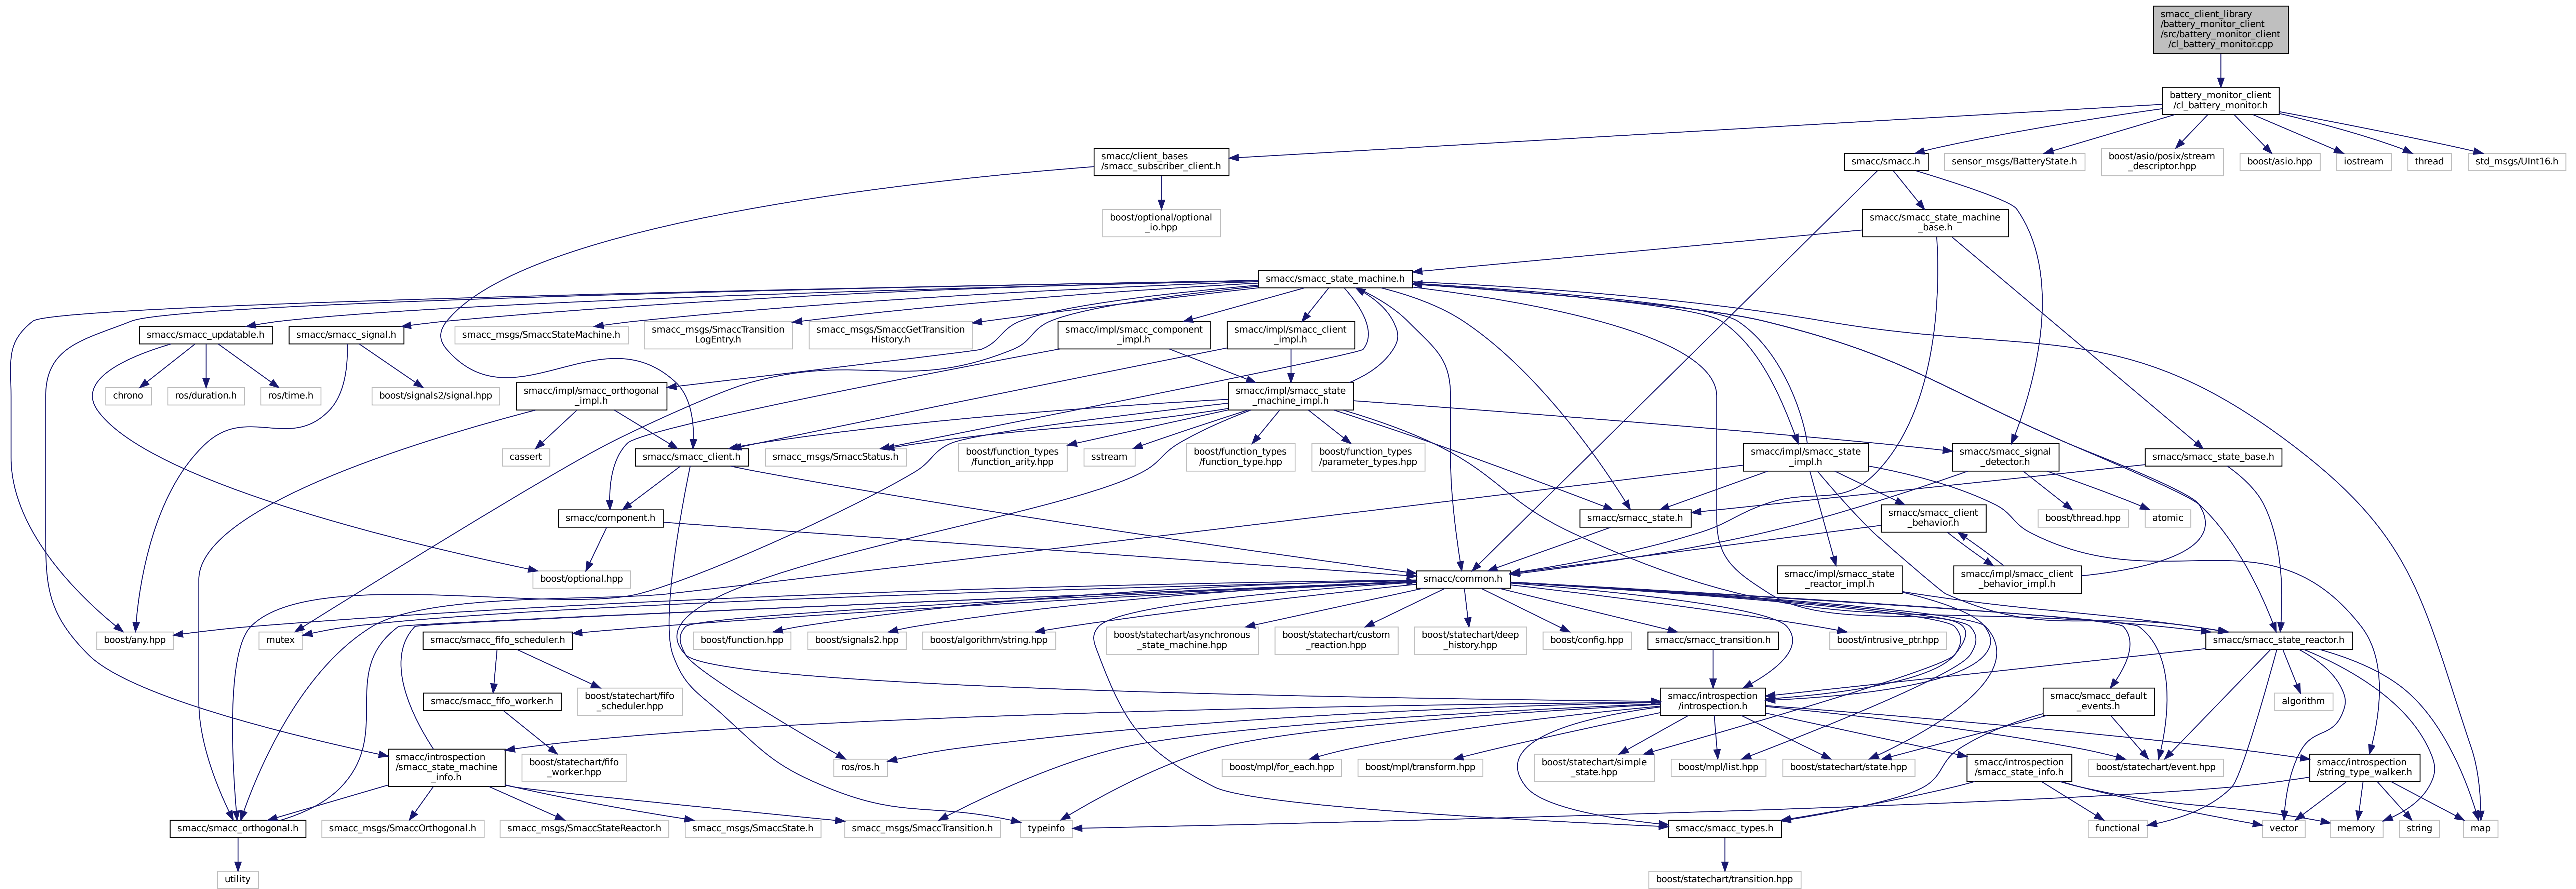 smacc_client_library
/battery_monitor_client
/src/battery_monitor_client
/cl_battery_monitor.cpp
battery_monitor_client
/cl_battery_monitor.h
smacc/client_bases
/smacc_subscriber_client.h
smacc/smacc.h
sensor_msgs/BatteryState.h
boost/asio/posix/stream
_descriptor.hpp
boost/asio.hpp
iostream
thread
std_msgs/UInt16.h
boost/optional/optional
_io.hpp
smacc/smacc_state_machine
_base.h
smacc/smacc_state_machine.h
smacc/smacc_updatable.h
smacc/smacc_signal.h
smacc_msgs/SmaccStateMachine.h
smacc_msgs/SmaccTransition
LogEntry.h
smacc_msgs/SmaccGetTransition
History.h
smacc/impl/smacc_component
_impl.h
smacc/impl/smacc_client
_impl.h
chrono
ros/duration.h
ros/time.h
boost/signals2/signal.hpp
smacc/impl/smacc_orthogonal
_impl.h
smacc/impl/smacc_state
_machine_impl.h
cassert
smacc/smacc_client.h
smacc_msgs/SmaccStatus.h
boost/function_types
/function_arity.hpp
sstream
boost/function_types
/function_type.hpp
boost/function_types
/parameter_types.hpp
smacc/impl/smacc_state
_impl.h
smacc/smacc_signal
_detector.h
smacc/smacc_state_base.h
smacc/component.h
smacc/smacc_state.h
smacc/smacc_client
_behavior.h
boost/thread.hpp
atomic
boost/optional.hpp
smacc/common.h
smacc/impl/smacc_state
_reactor_impl.h
smacc/impl/smacc_client
_behavior_impl.h
boost/any.hpp
mutex
smacc/smacc_fifo_scheduler.h
boost/function.hpp
boost/signals2.hpp
boost/algorithm/string.hpp
boost/statechart/asynchronous
_state_machine.hpp
boost/statechart/custom
_reaction.hpp
boost/statechart/deep
_history.hpp
boost/config.hpp
smacc/smacc_transition.h
boost/intrusive_ptr.hpp
smacc/smacc_state_reactor.h
smacc/smacc_fifo_worker.h
boost/statechart/fifo
_scheduler.hpp
smacc/introspection
/introspection.h
smacc/smacc_default
_events.h
algorithm
smacc/introspection
/smacc_state_machine
_info.h
boost/statechart/fifo
_worker.hpp
ros/ros.h
boost/mpl/for_each.hpp
boost/mpl/transform.hpp
boost/statechart/simple
_state.hpp
boost/mpl/list.hpp
boost/statechart/state.hpp
smacc/introspection
/smacc_state_info.h
boost/statechart/event.hpp
smacc/introspection
/string_type_walker.h
smacc/smacc_orthogonal.h
smacc_msgs/SmaccOrthogonal.h
smacc_msgs/SmaccStateReactor.h
smacc_msgs/SmaccState.h
smacc_msgs/SmaccTransition.h
typeinfo
smacc/smacc_types.h
functional
vector
memory
string
map
utility
boost/statechart/transition.hpp